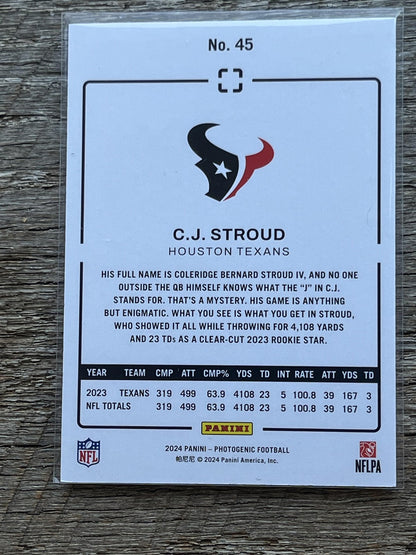 No. 45
C.J. STROUD
HOUSTON TEXANS
HIS FULL NAME IS COLERIDGE BERNARD STROUD IV, AND NO ONE
OUTSIDE THE QB HIMSELF KNOWS WHAT THE “J” IN C.J.
STANDS FOR. THAT'S A MYSTERY. HIS GAME IS ANYTHING
BUT ENIGMATIC. WHAT YOU SEE IS WHAT YOU GET IN STROUD,
WHO SHOWED IT ALL WHILE THROWING FOR 4,108 YARDS
AND 23 TDs AS A CLEAR-CUT 2023 ROOKIE STAR.
YEAR TEAM CMP ATT CMP% YDS TD INT RATE ATT YDS TD
2023 TEXANS 319 499 63.9 4108 23 5 100.8 39 167 3
NFL TOTALS 319 499 63.9 4108 23 5 100.8 39 167 3
PANINI
NFL
2024 PANINI – PHOTOGENIC FOOTBALL
帕尼尼 © 2024 Panini America, Inc.
NFLPA